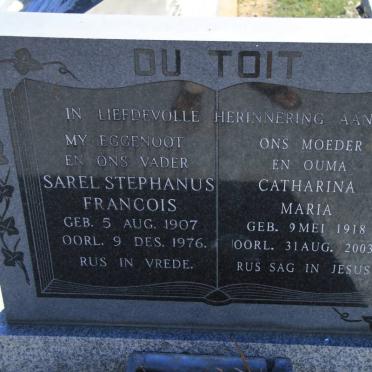 DU TOIT
IN LIEFDEVOLLE HERINNERING AAN
MY EGGENOOT
EN ONS VADER
SAREL STEPHANUS
FRANCOIS
GEB. 5 AUG. 1907
OORL. 9 DES. 1976.
RUS IN VREDE.
ONS MOEDER
EN OUMA
CATHARINA
MARIA
GEB. 9 MEI 1918
OORL. 31 AUG. 2003
RUS SAG IN JESUS